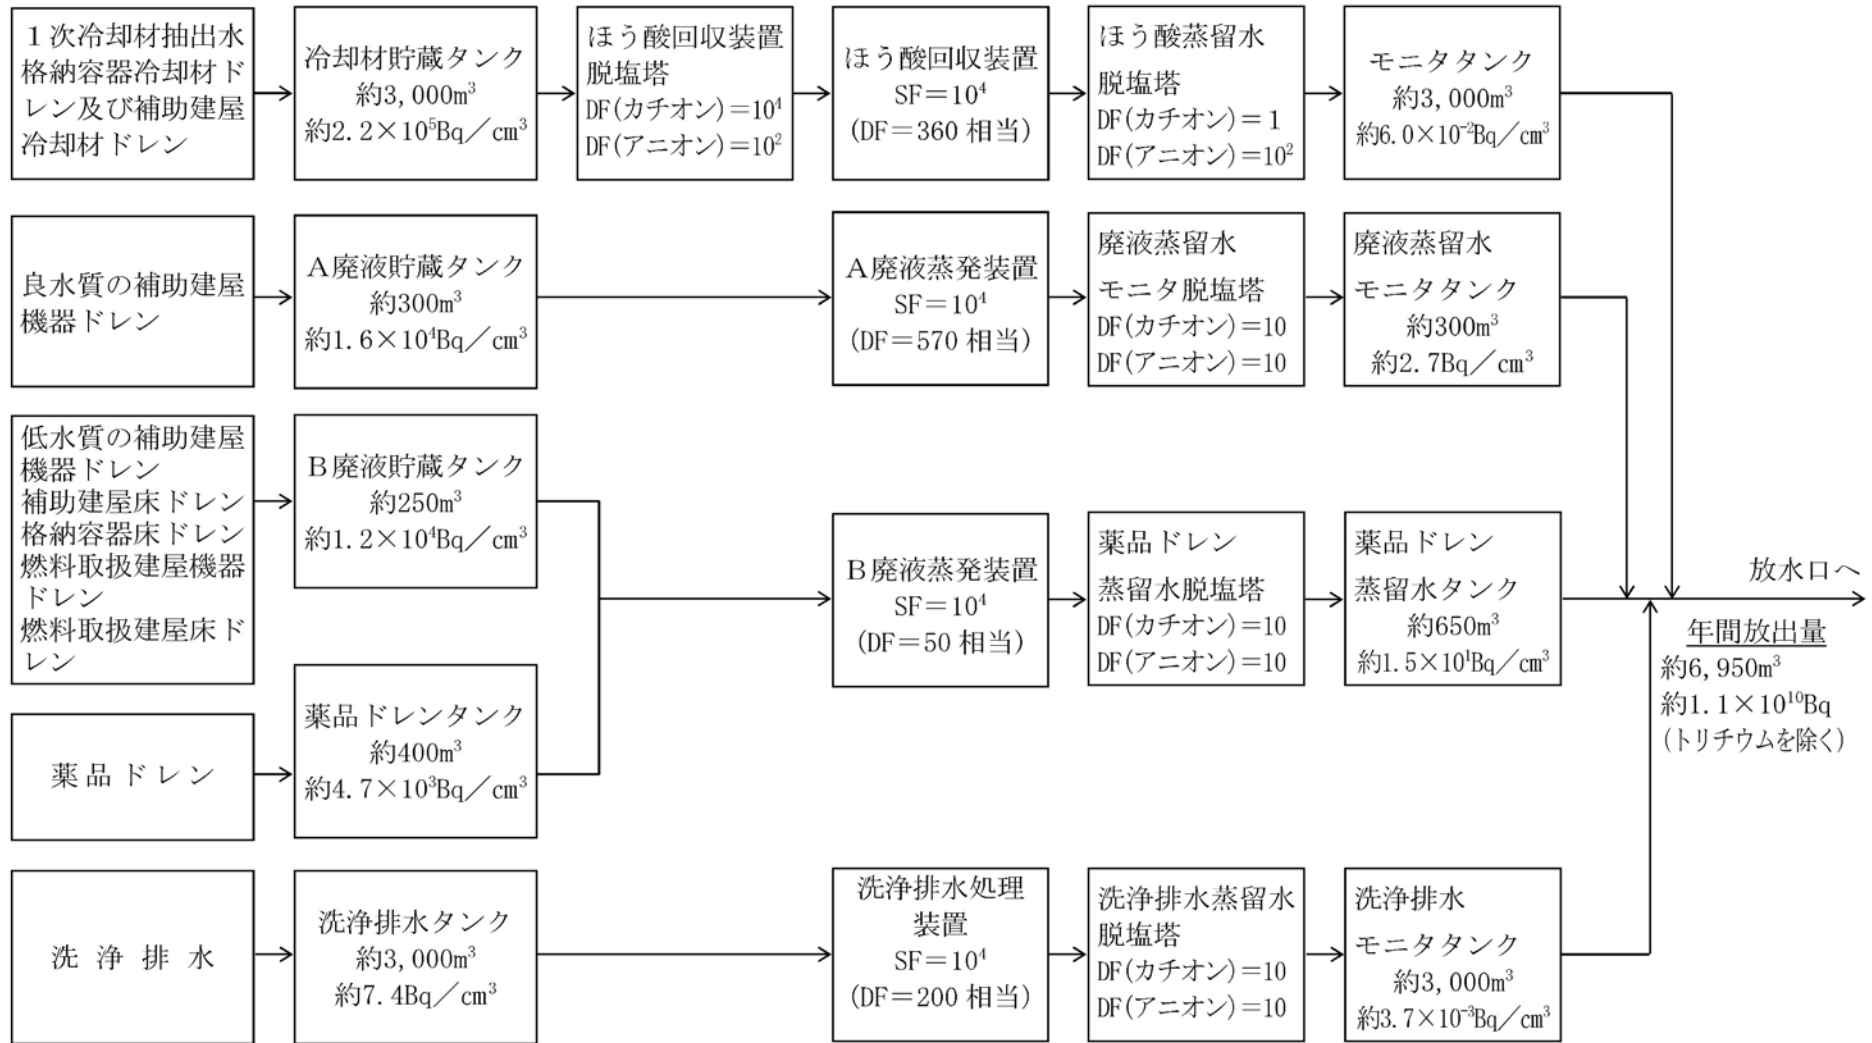 １次冷却材抽出水
格納容器冷却材ド
レン及び補助建屋
冷却材ドレン
冷却材貯蔵タンク
約3,000m³
約2.2×10⁵Bq／cm³
ほう酸回収装置
脱塩塔
DF(カチオン)＝10⁴
DF(アニオン)＝10²
ほう酸回収装置
SF＝10⁴
(DF＝360 相当)
ほう酸蒸留水
脱塩塔
DF(カチオン)＝1
DF(アニオン)＝10²
モニタタンク
約3,000m³
約6.0×10⁻²Bq／cm³
良水質の補助建屋
機器ドレン
Ａ廃液貯蔵タンク
約300m³
約1.6×10⁴Bq／cm³
Ａ廃液蒸発装置
SF＝10⁴
(DF＝570 相当)
廃液蒸留水
モニタ脱塩塔
DF(カチオン)＝10
DF(アニオン)＝10
廃液蒸留水
モニタタンク
約300m³
約2.7Bq／cm³
低水質の補助建屋
機器ドレン
補助建屋床ドレン
格納容器床ドレン
燃料取扱建屋機器
ドレン
燃料取扱建屋床ド
レン
Ｂ廃液貯蔵タンク
約250m³
約1.2×10⁴Bq／cm³
薬品ドレン
薬品ドレンタンク
約400m³
約4.7×10³Bq／cm³
Ｂ廃液蒸発装置
SF＝10⁴
(DF＝50 相当)
薬品ドレン
蒸留水脱塩塔
DF(カチオン)＝10
DF(アニオン)＝10
薬品ドレン
蒸留水タンク
約650m³
約1.5×10¹Bq／cm³
放水口へ
年間放出量
約6,950m³
約1.1×10¹⁰Bq
(トリチウムを除く)
洗浄排水
洗浄排水タンク
約3,000m³
約7.4Bq／cm³
洗浄排水処理
装置
SF＝10⁴
(DF＝200 相当)
洗浄排水蒸留水
脱塩塔
DF(カチオン)＝10
DF(アニオン)＝10
洗浄排水
モニタタンク
約3,000m³
約3.7×10⁻³Bq／cm³